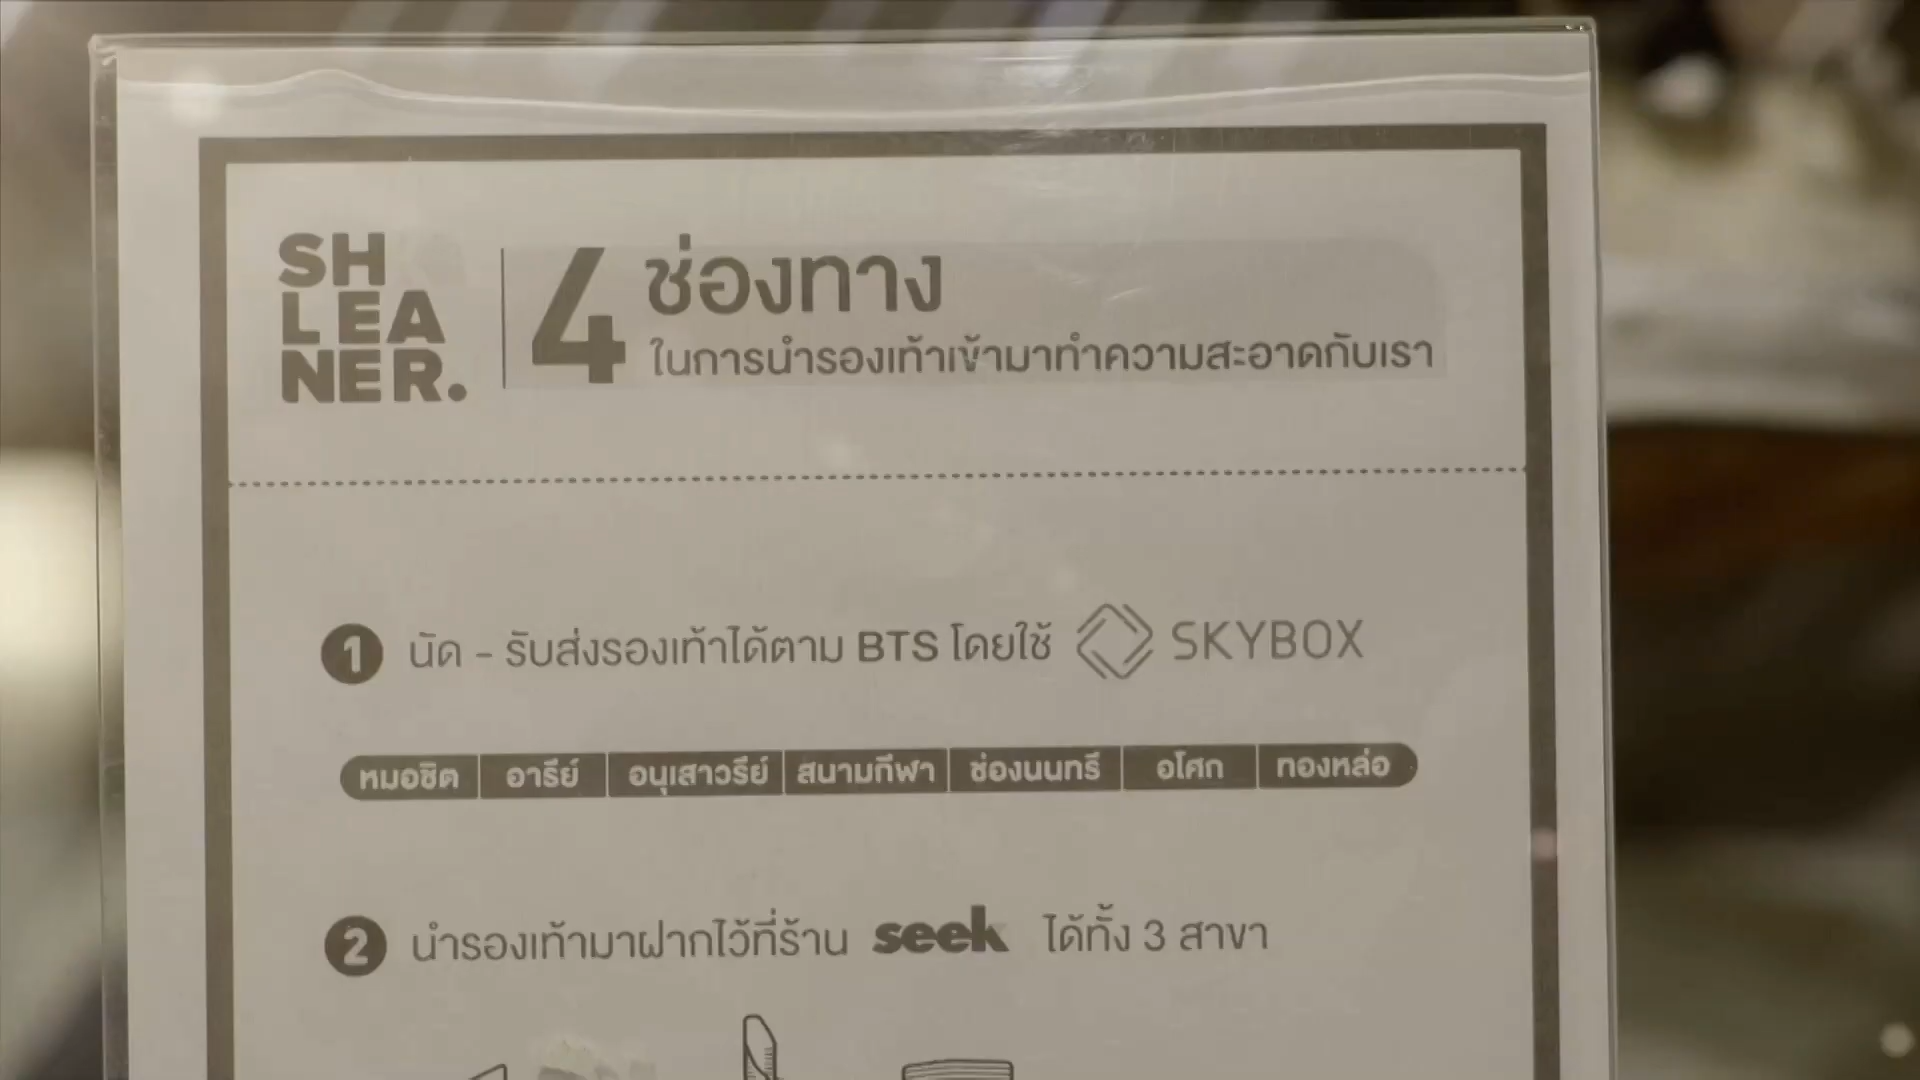 SH
LEA
NER.
4 ช่องทาง
ในการนำรองเท้าเข้ามาทำความสะอาดกับเรา
1 นัด - รับส่งรองเท้าได้ตาม BTS โดยใช้ SKYBOX
หมอชิต อารีย์ อนุเสาวรีย์ สนามกีฬา ช่องนนทรี อโศก ทองหล่อ
2 นำรองเท้ามาฝากไว้ที่ร้าน seek ได้ทั้ง 3 สาขา